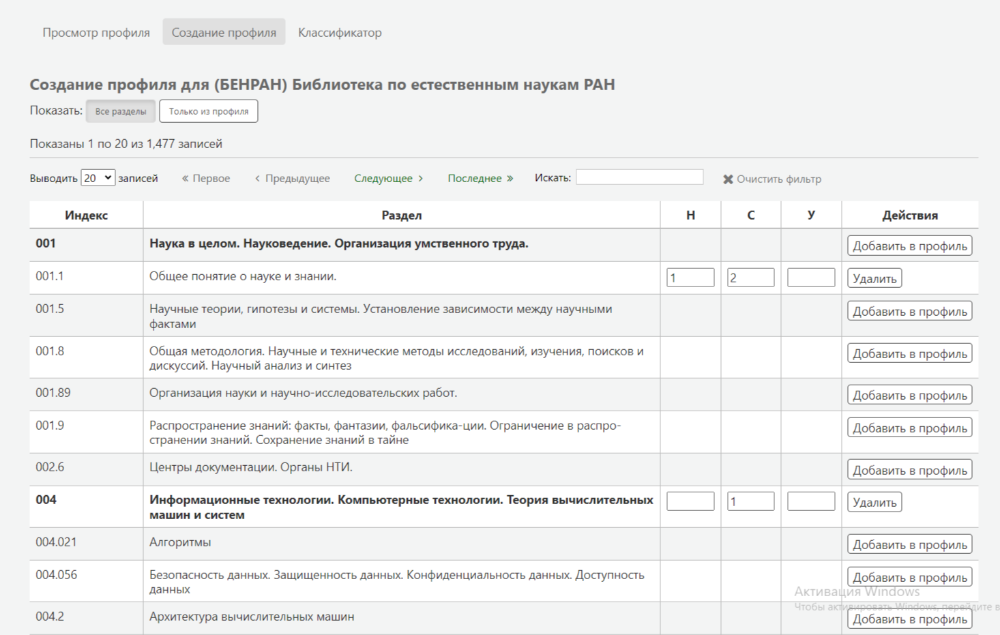 Просмотр профиля Создание профиля Классификатор
Создание профиля для (БЕНРАН) Библиотека по естественным наукам РАН
Показать: Все разделы Только из профиля
Показаны 1 по 20 из 1,477 записей
Выводить 20 записей « Первое ‹ Предыдущее Следующее › Последнее » Искать: ✖ Очистить фильтр
Индекс Раздел Н С У Действия
001 Наука в целом. Науковедение. Организация умственного труда. Добавить в профиль
001.1 Общее понятие о науке и знании. 1 2 Удалить
001.5 Научные теории, гипотезы и системы. Установление зависимости между научными Добавить в профиль
фактами
001.8 Общая методология. Научные и технические методы исследований, изучения, поисков и Добавить в профиль
дискуссий. Научный анализ и синтез
001.89 Организация науки и научно-исследовательских работ. Добавить в профиль
001.9 Распространение знаний: факты, фантазии, фальсифика-ции. Ограничение в распро- Добавить в профиль
странении знаний. Сохранение знаний в тайне
002.6 Центры документации. Органы НТИ. Добавить в профиль
004 Информационные технологии. Компьютерные технологии. Теория вычислительных 1 Удалить
машин и систем
004.021 Алгоритмы Добавить в профиль
004.056 Безопасность данных. Защищенность данных. Конфиденциальность данных. Доступность Добавить в профиль
данных
Активация Windows
Чтобы активировать Windows, перейдите в
004.2 Архитектура вычислительных машин Добавить в профиль